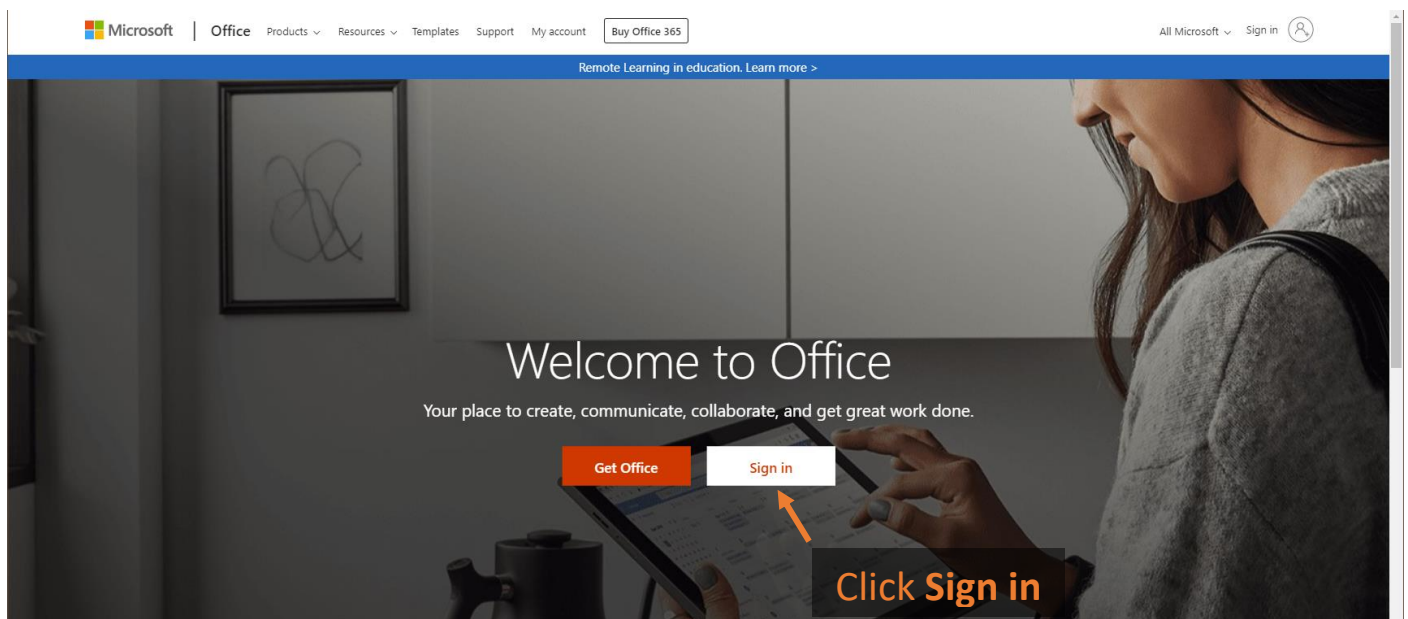 Microsoft Office Products Resources Templates Support My account Buy Office 365 All Microsoft Sign in
Remote Learning in education. Learn more >
Welcome to Office
Your place to create, communicate, collaborate, and get great work done.
Get Office Sign in
Click Sign in